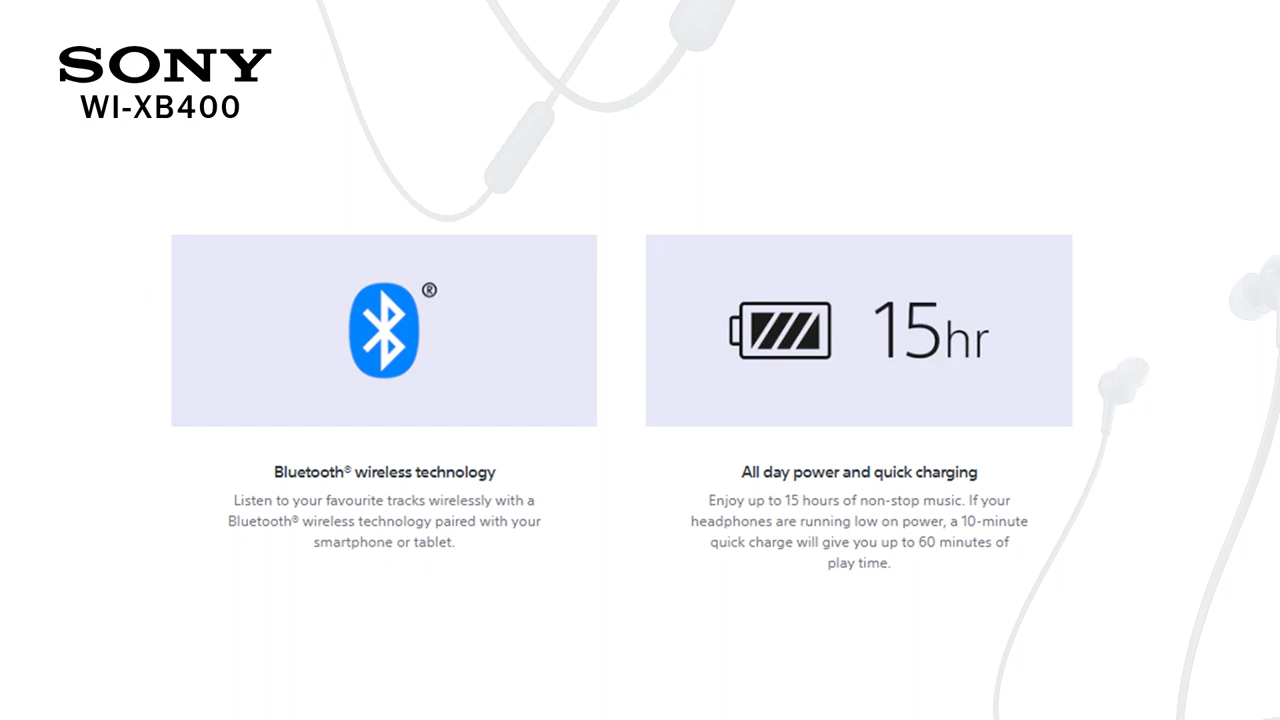 SONY
WI-XB400
®
15hr
Bluetooth® wireless technology
Listen to your favourite tracks wirelessly with a
Bluetooth® wireless technology paired with your
smartphone or tablet.
All day power and quick charging
Enjoy up to 15 hours of non-stop music. If your
headphones are running low on power, a 10-minute
quick charge will give you up to 60 minutes of
play time.